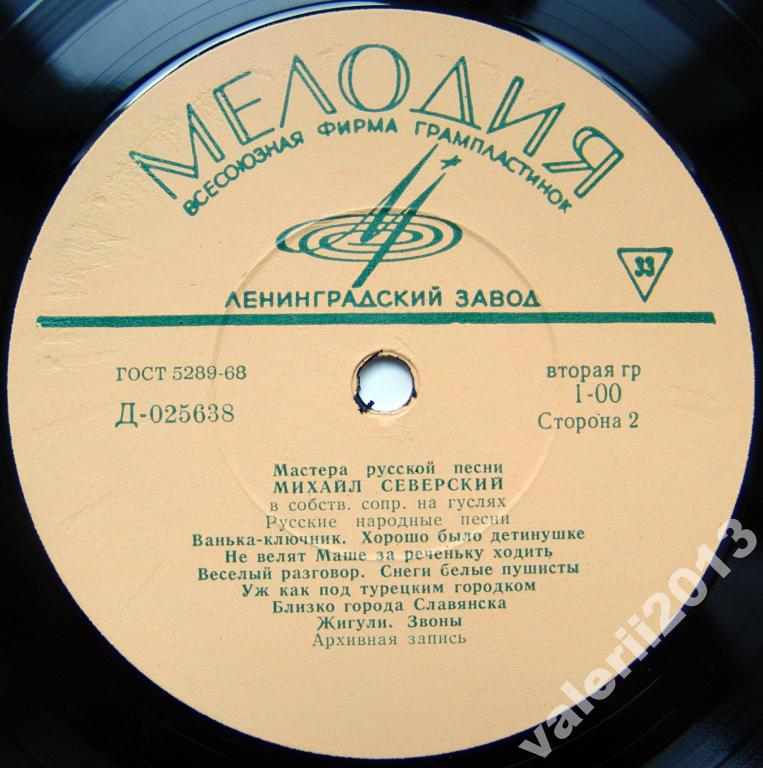 МЕЛОДИЯ
ВСЕСОЮЗНАЯ ФИРМА ГРАМПЛАСТИНОК
33
ЛЕНИНГРАДСКИЙ ЗАВОД
ГОСТ 5289-68
Д-025638
вторая гр
1-00
Сторона 2
Мастера русской песни
МИХАЙЛ СЕВЕРСКИЙ
в собств. сопр. на гуслях
Русские народные песни
Ванька-ключник. Хорошо было детинушке
Не велят Маше за реченьку ходить
Веселый разговор. Снеги белые пушисты
Уж как под турецким городком
Близко города Славянска
Жигули. Звоны
Архивная запись
valerii2013